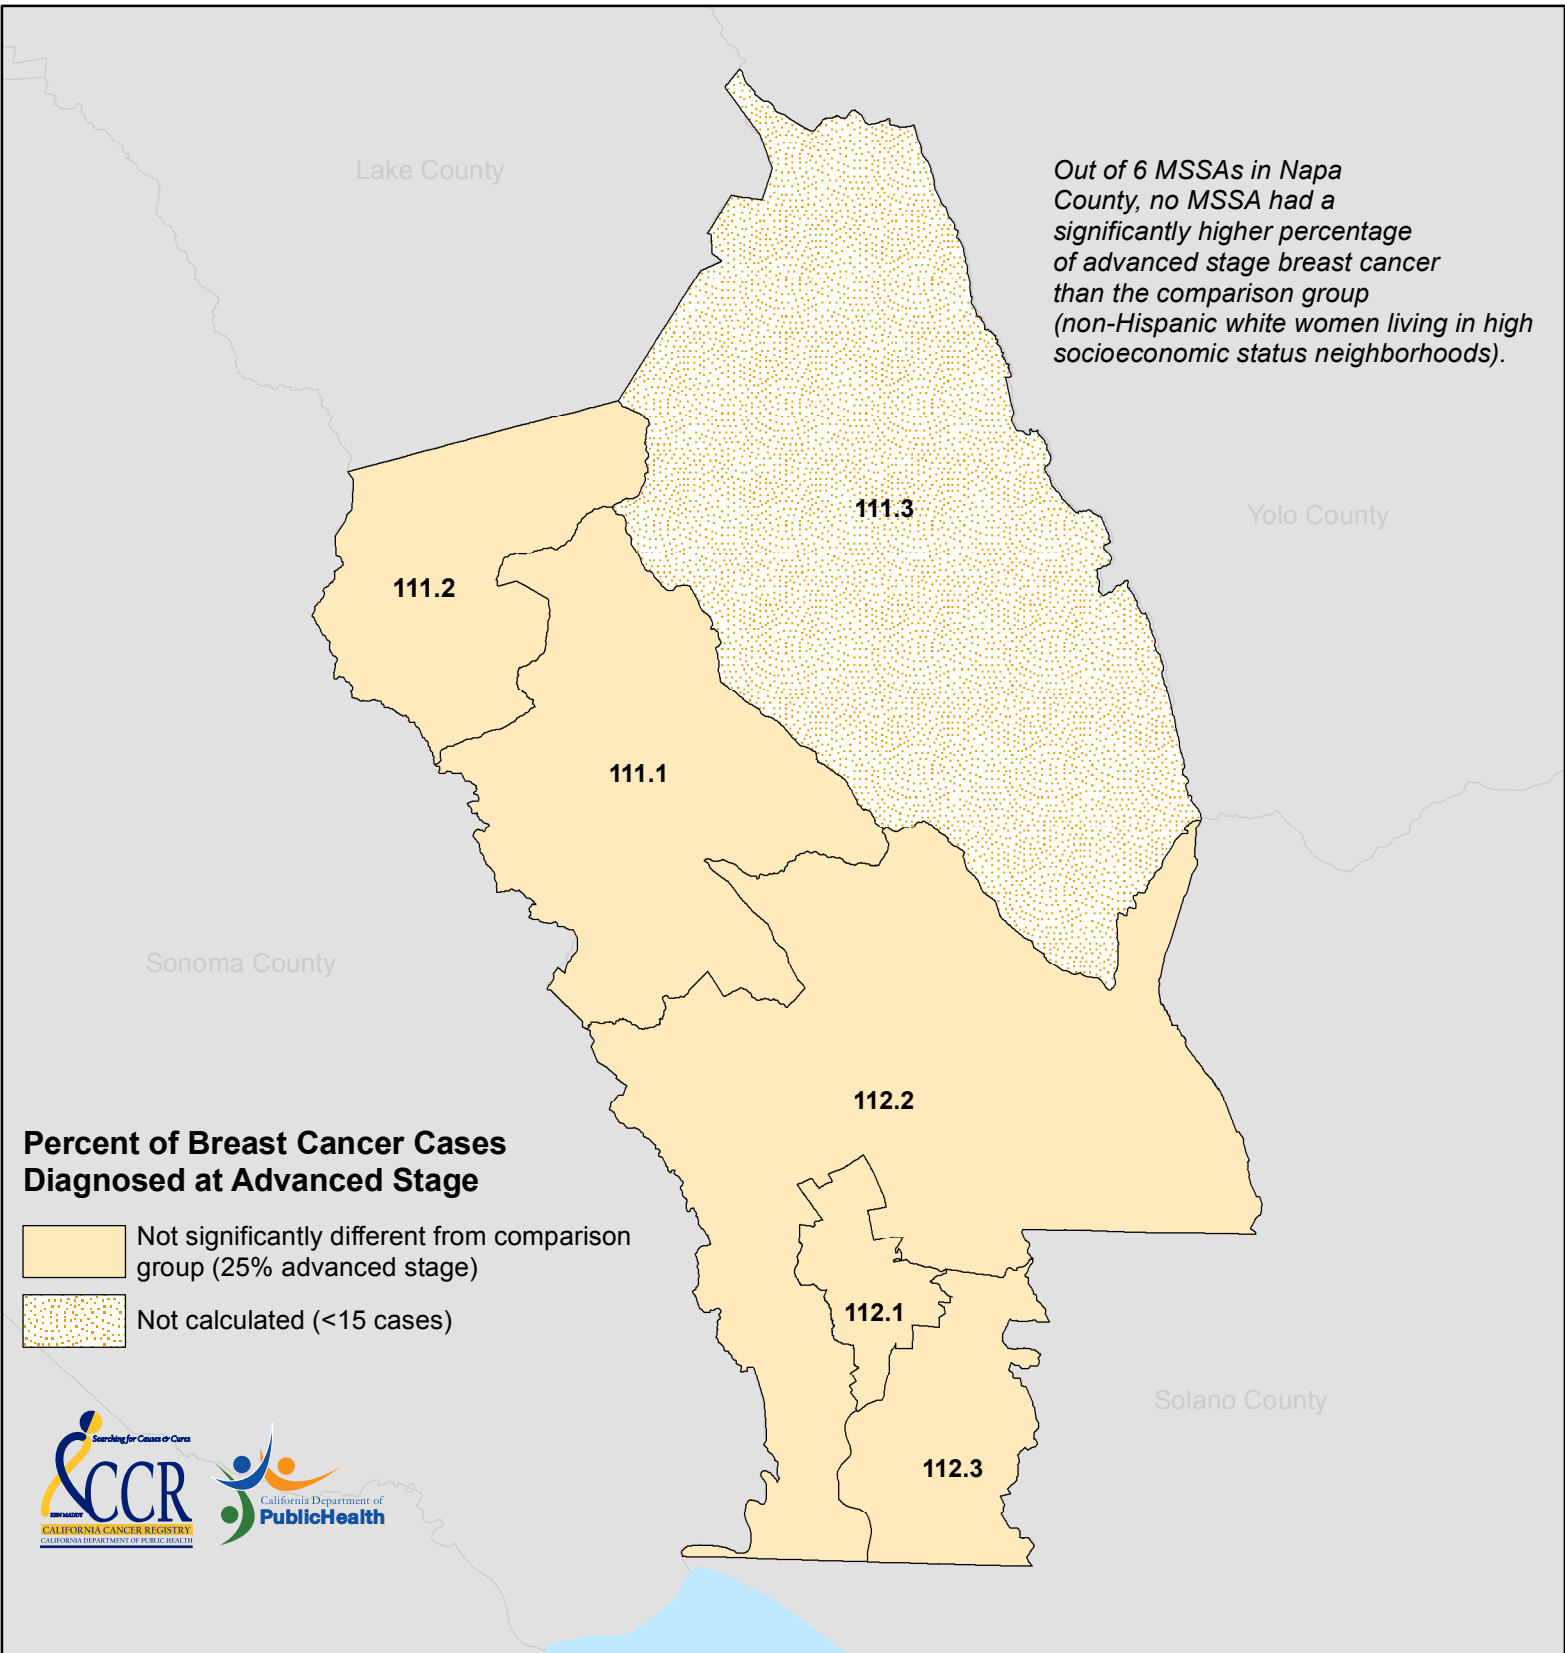 Lake County
Out of 6 MSSAs in Napa
County, no MSSA had a
significantly higher percentage
of advanced stage breast cancer
than the comparison group
(non-Hispanic white women living in high
socioeconomic status neighborhoods).
111.3
Yolo County
111.2
111.1
Sonoma County
112.2
Percent of Breast Cancer Cases
Diagnosed at Advanced Stage
Not significantly different from comparison
group (25% advanced stage)
Not calculated (<15 cases)
112.1
Solano County
112.3
Searching for Causes & Cures
CCR
KEN MADDY
CALIFORNIA CANCER REGISTRY
CALIFORNIA DEPARTMENT OF PUBLIC HEALTH
California Department of
PublicHealth